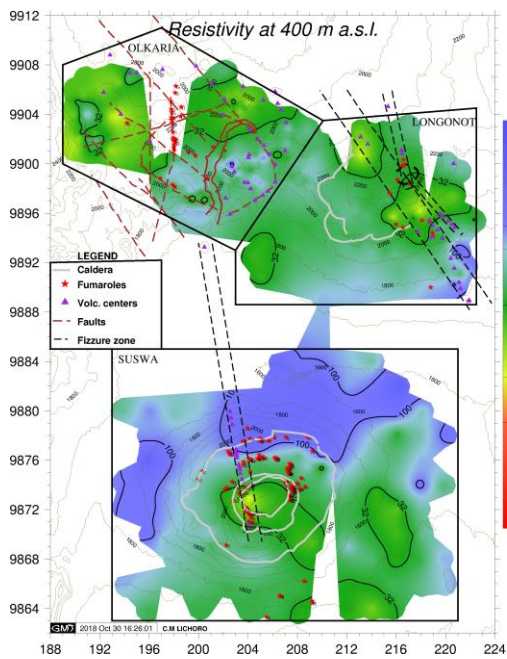 Resistivity at 400 m a.s.l.
OLKARIA
LONGONOT
SUSWA
LEGEND
Caldera
Fumaroles
Volc. centers
Faults
Fizzure zone
9912
9908
9904
9900
9896
9892
9888
9884
9880
9876
9872
9868
9864
188 192 196 200 204 208 212 216 220 224
GMT 2018 Oct 30 16:26:01 C.M LICHORO